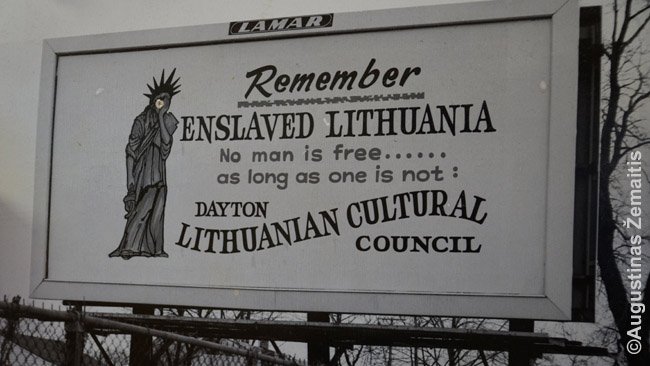 LAMAR
Remember
ENSLAVED LITHUANIA
No man is free......
as long as one is not:
DAYTON
LITHUANIAN CULTURAL
COUNCIL
©Augustinas Žemaitis